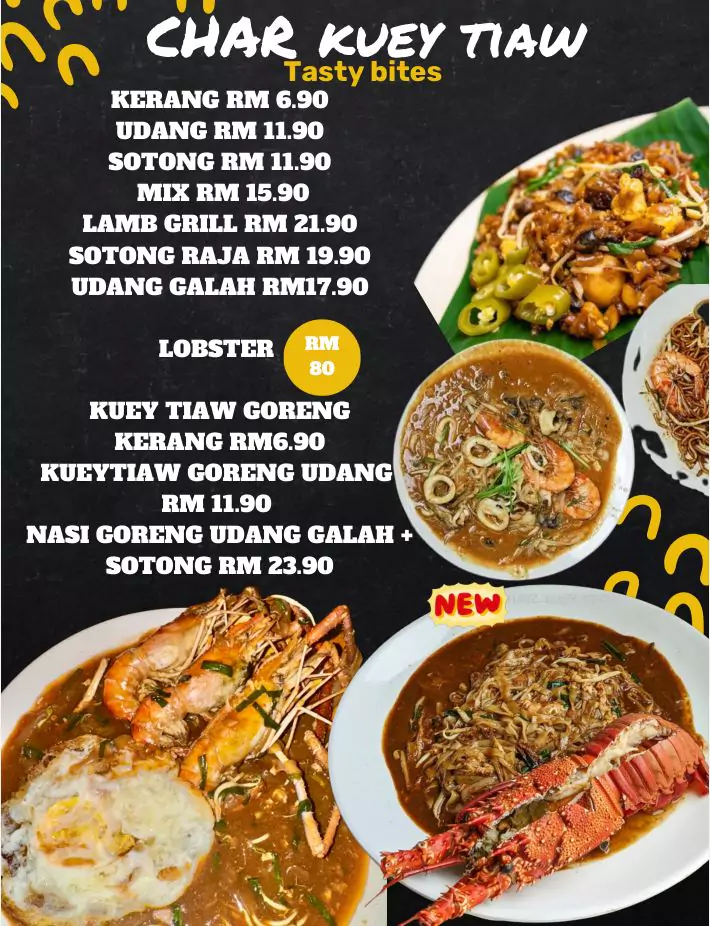 CHAR KUEY TIAW
Tasty bites
KERANG RM 6.90
UDANG RM 11.90
SOTONG RM 11.90
MIX RM 15.90
LAMB GRILL RM 21.90
SOTONG RAJA RM 19.90
UDANG GALAH RM17.90
LOBSTER RM
80
KUEY TIAW GORENG
KERANG RM6.90
KUEYTIAW GORENG UDANG
RM 11.90
NASI GORENG UDANG GALAH +
SOTONG RM 23.90
NEW